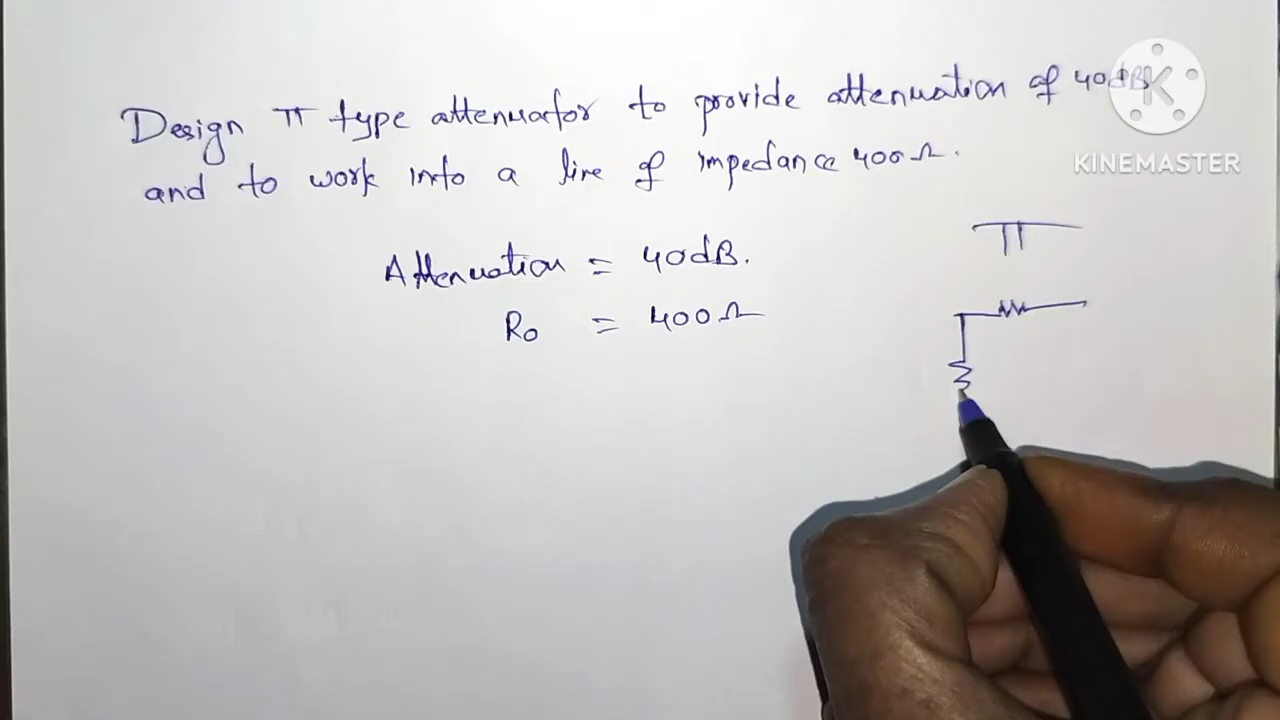 Design π type attenuator to provide attenuation of 40dB
and to work into a line of impedance 400Ω.
Attenuation = 40dB.
R₀ = 400Ω
π
K
KINEMASTER